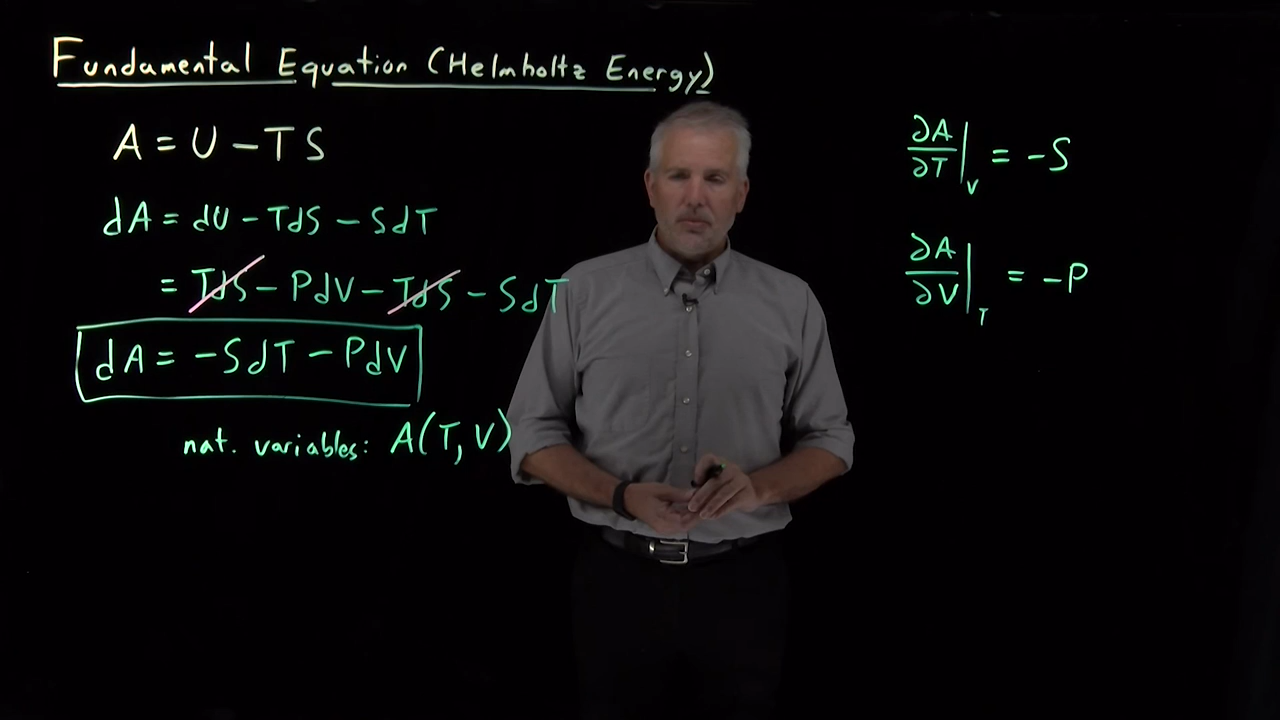 Fundamental Equation (Helmholtz Energy)
A = U - TS
dA = dU - TdS - SdT
= TdS - PdV - TdS - SdT
dA = -SdT - PdV
nat. variables: A(T, V)
∂A/∂T|V = -S
∂A/∂V|T = -P